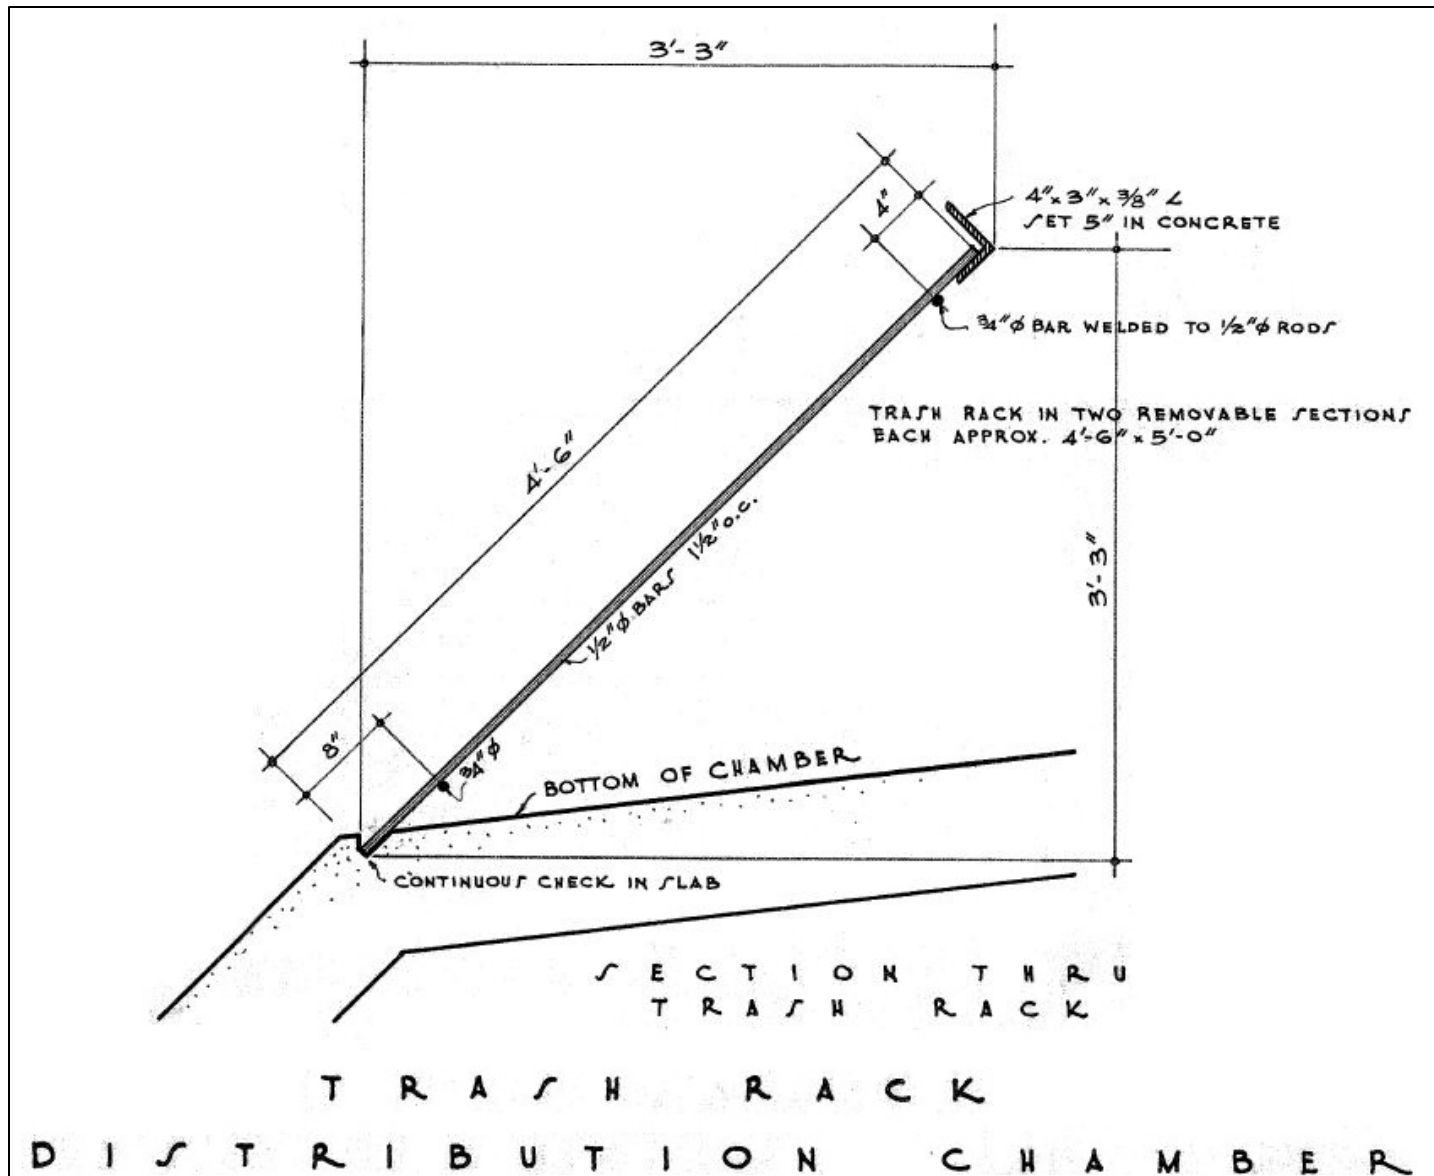 3'-3"
4"
4" x 3" x 3/8" L
SET 5" IN CONCRETE
3/4" φ BAR WELDED TO 1/2" φ RODS
TRASH RACK IN TWO REMOVABLE SECTIONS
EACH APPROX. 4'-6" x 5'-0"
4'-6"
1/2" φ BARS 1 1/2" O.C.
3'-3"
8"
3/4" φ
BOTTOM OF CHAMBER
CONTINUOUS CHECK IN SLAB
SECTION THRU
TRASH RACK
TRASH RACK
DISTRIBUTION CHAMBER